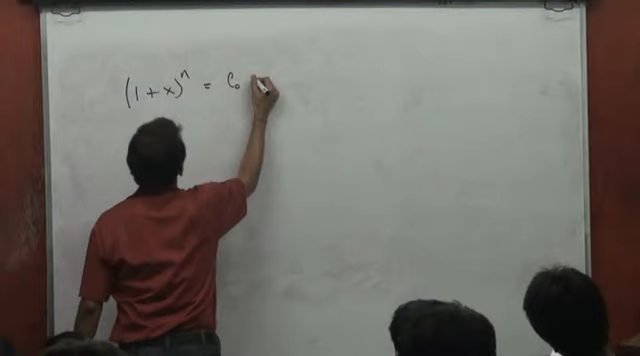 (1 + x)ⁿ = C₀